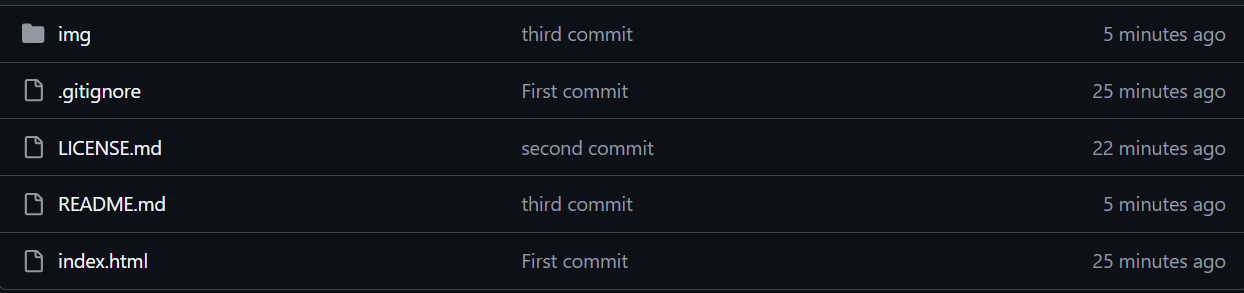 img third commit 5 minutes ago
.gitignore First commit 25 minutes ago
LICENSE.md second commit 22 minutes ago
README.md third commit 5 minutes ago
index.html First commit 25 minutes ago